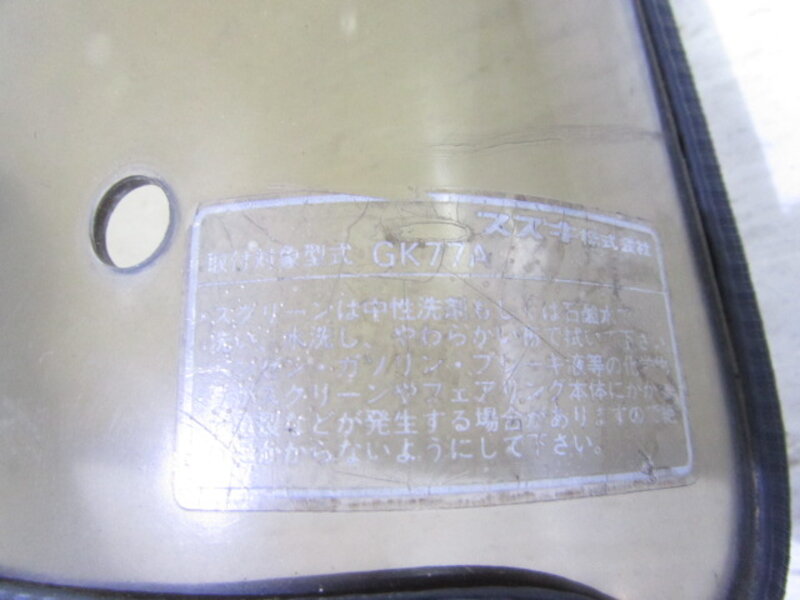 スズキ株式会社
取付対象型式 GK77A
スクリーンは中性洗剤もしくは石鹼水で
洗い、水洗し、やわらかい布で拭いて下さい
ガソリン・ブレーキ液等の
スクリーンやフェアリング本体にかか
などが発生する場合がありますので絶
かからないようにして下さい。